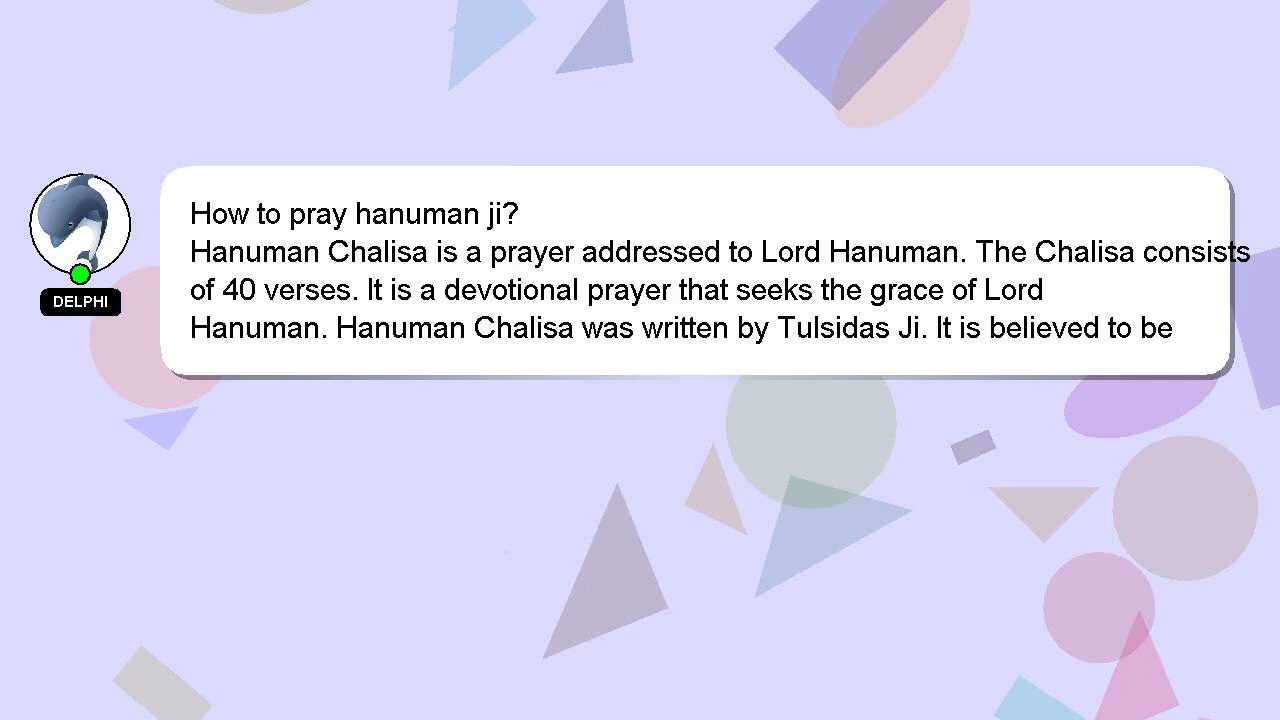 How to pray hanuman ji?
Hanuman Chalisa is a prayer addressed to Lord Hanuman. The Chalisa consists
of 40 verses. It is a devotional prayer that seeks the grace of Lord
Hanuman. Hanuman Chalisa was written by Tulsidas Ji. It is believed to be
DELPHI